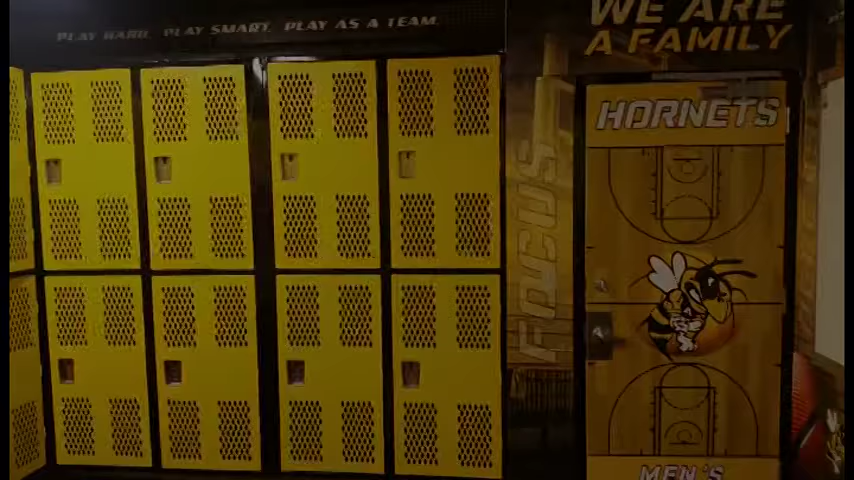 PLAY HARD. PLAY SMART. PLAY AS A TEAM.
WE ARE
A FAMILY
HORNETS
FOCUS
MEN'S